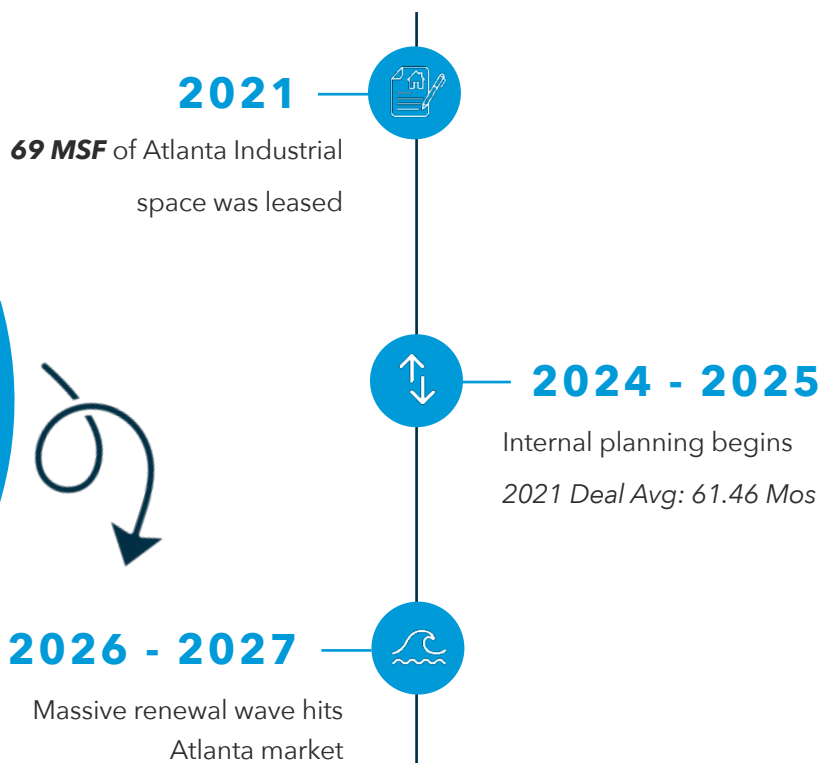 2021
69 MSF of Atlanta Industrial
space was leased
2024 - 2025
Internal planning begins
2021 Deal Avg: 61.46 Mos
2026 - 2027
Massive renewal wave hits
Atlanta market